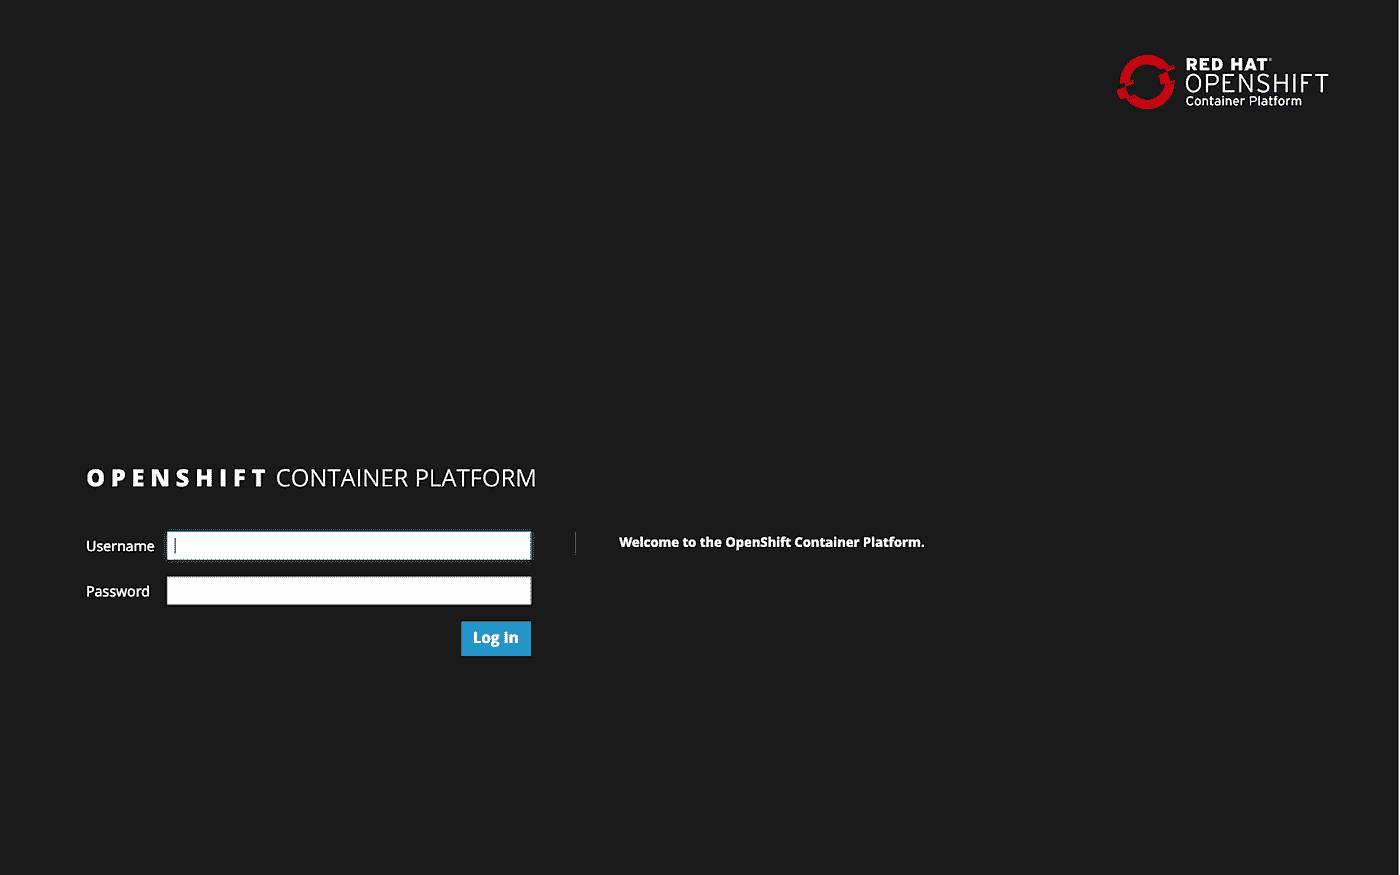 RED HAT
OPENSHIFT
Container Platform
OPENSHIFT CONTAINER PLATFORM
Username
Welcome to the OpenShift Container Platform.
Password
Log In